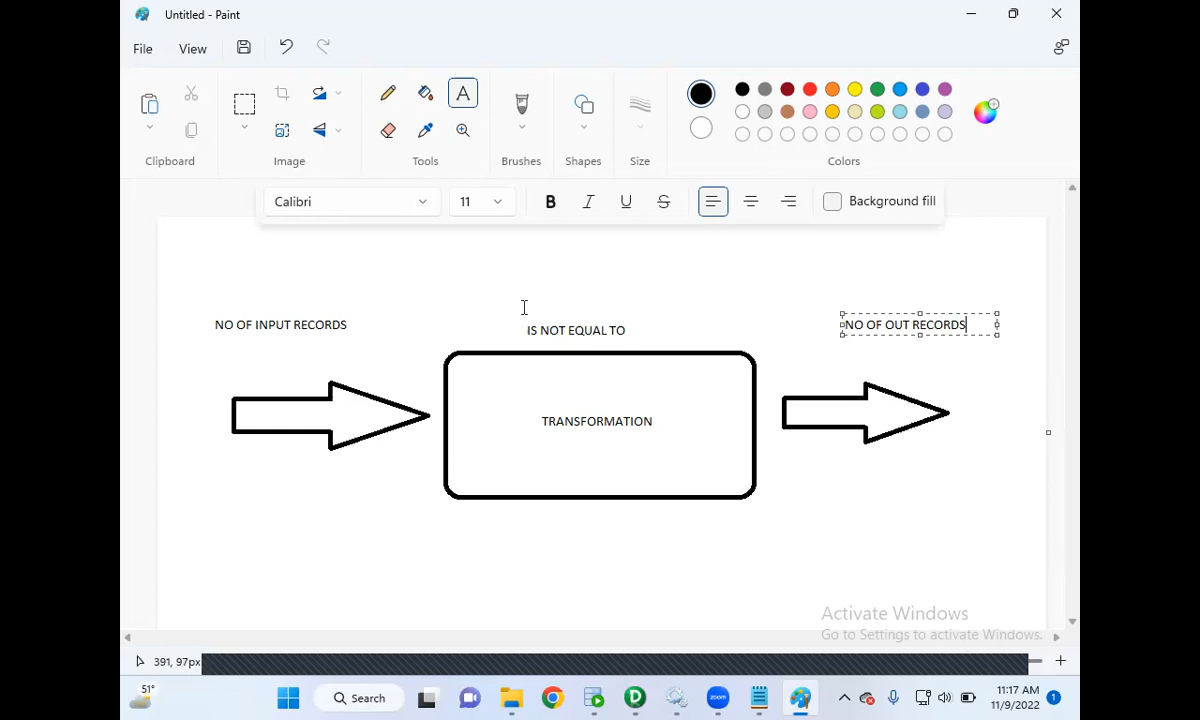 Untitled - Paint
File View
Clipboard Image Tools Brushes Shapes Size Colors
Calibri 11 B I U S Background fill
NO OF INPUT RECORDS IS NOT EQUAL TO NO OF OUT RECORDS
TRANSFORMATION
Activate Windows
Go to Settings to activate Windows.
391, 97px
51°
Search
zoom
11:17 AM
11/9/2022
1